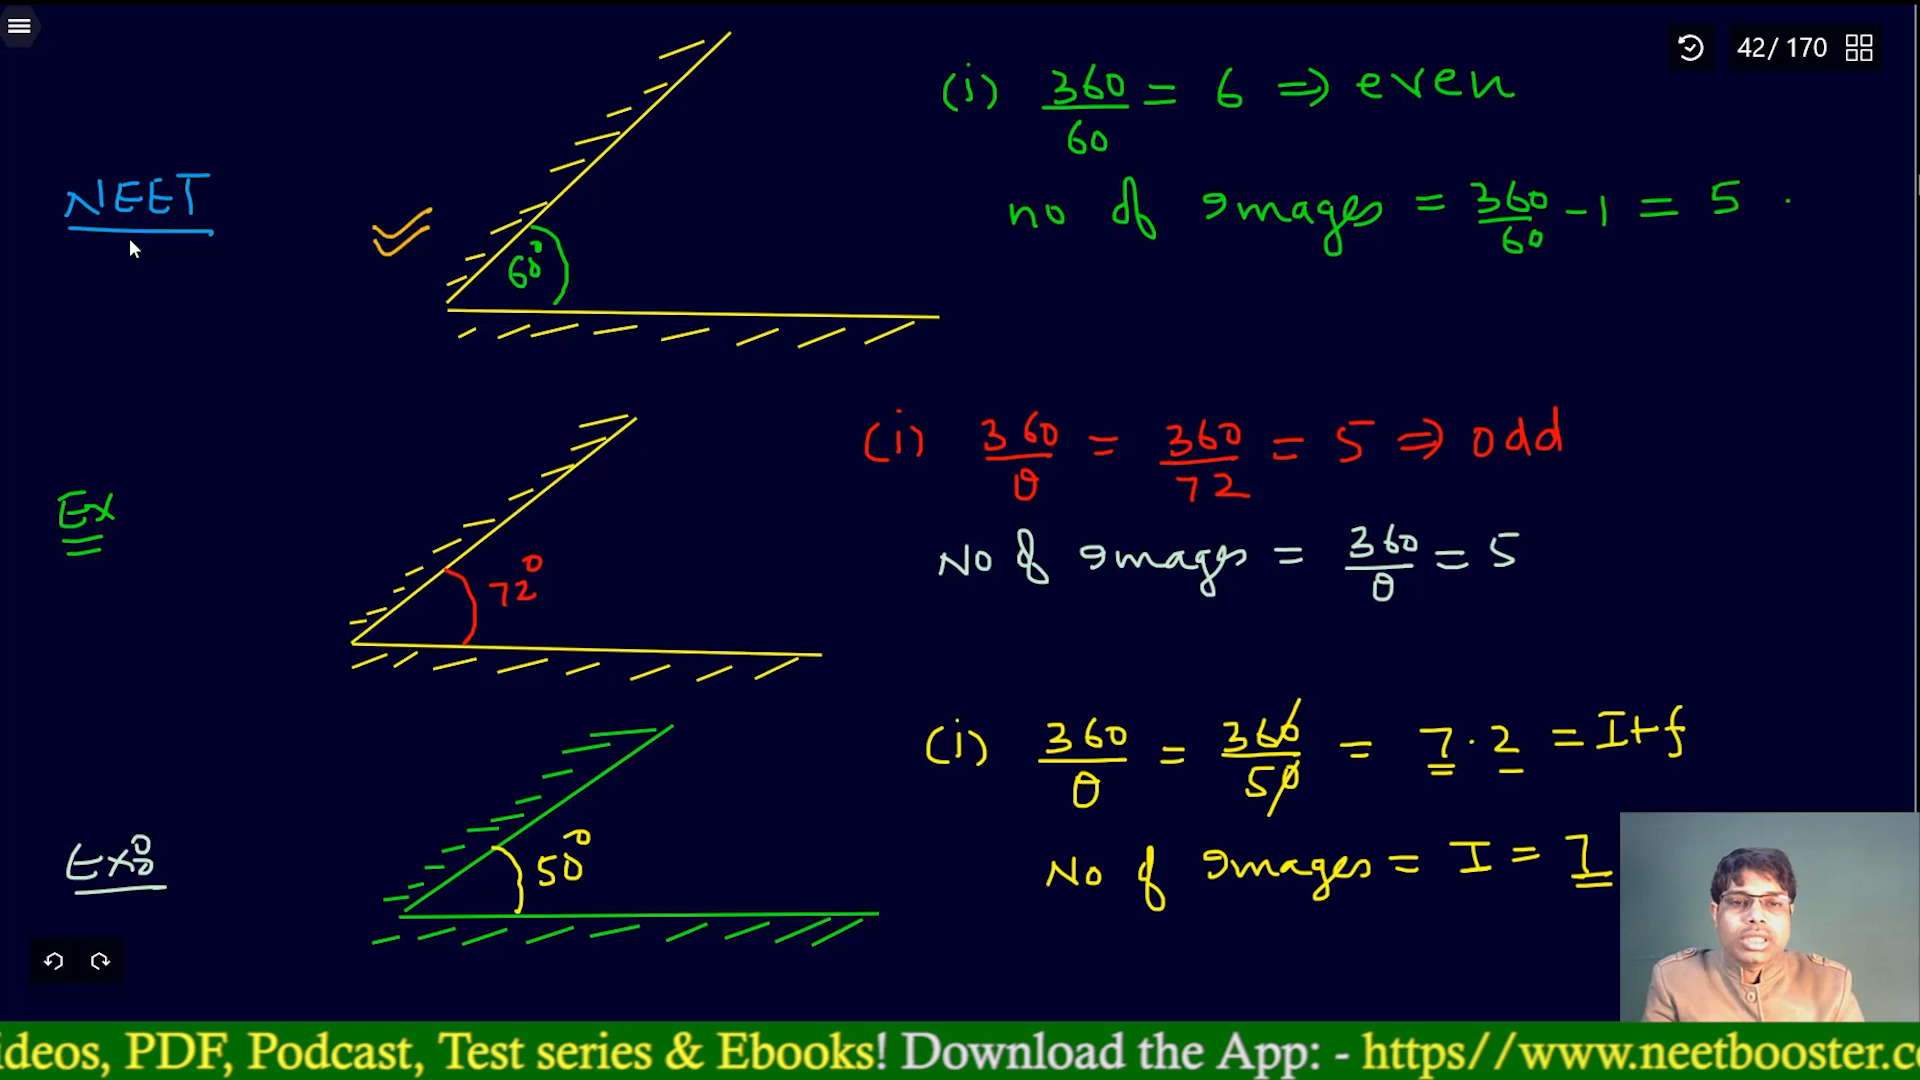 42/ 170
NEET
60°
(i) 360/60 = 6 ⇒ even
no of images = 360/60 - 1 = 5 .
Ex
72°
(i) 360/θ = 360/72 = 5 ⇒ odd
No of images = 360/θ = 5
Ex:
50°
(i) 360/θ = 360/50 = 7.2 = I+f
No of images = I = 7
ideos, PDF, Podcast, Test series & Ebooks! Download the App: - https//www.neetbooster.c